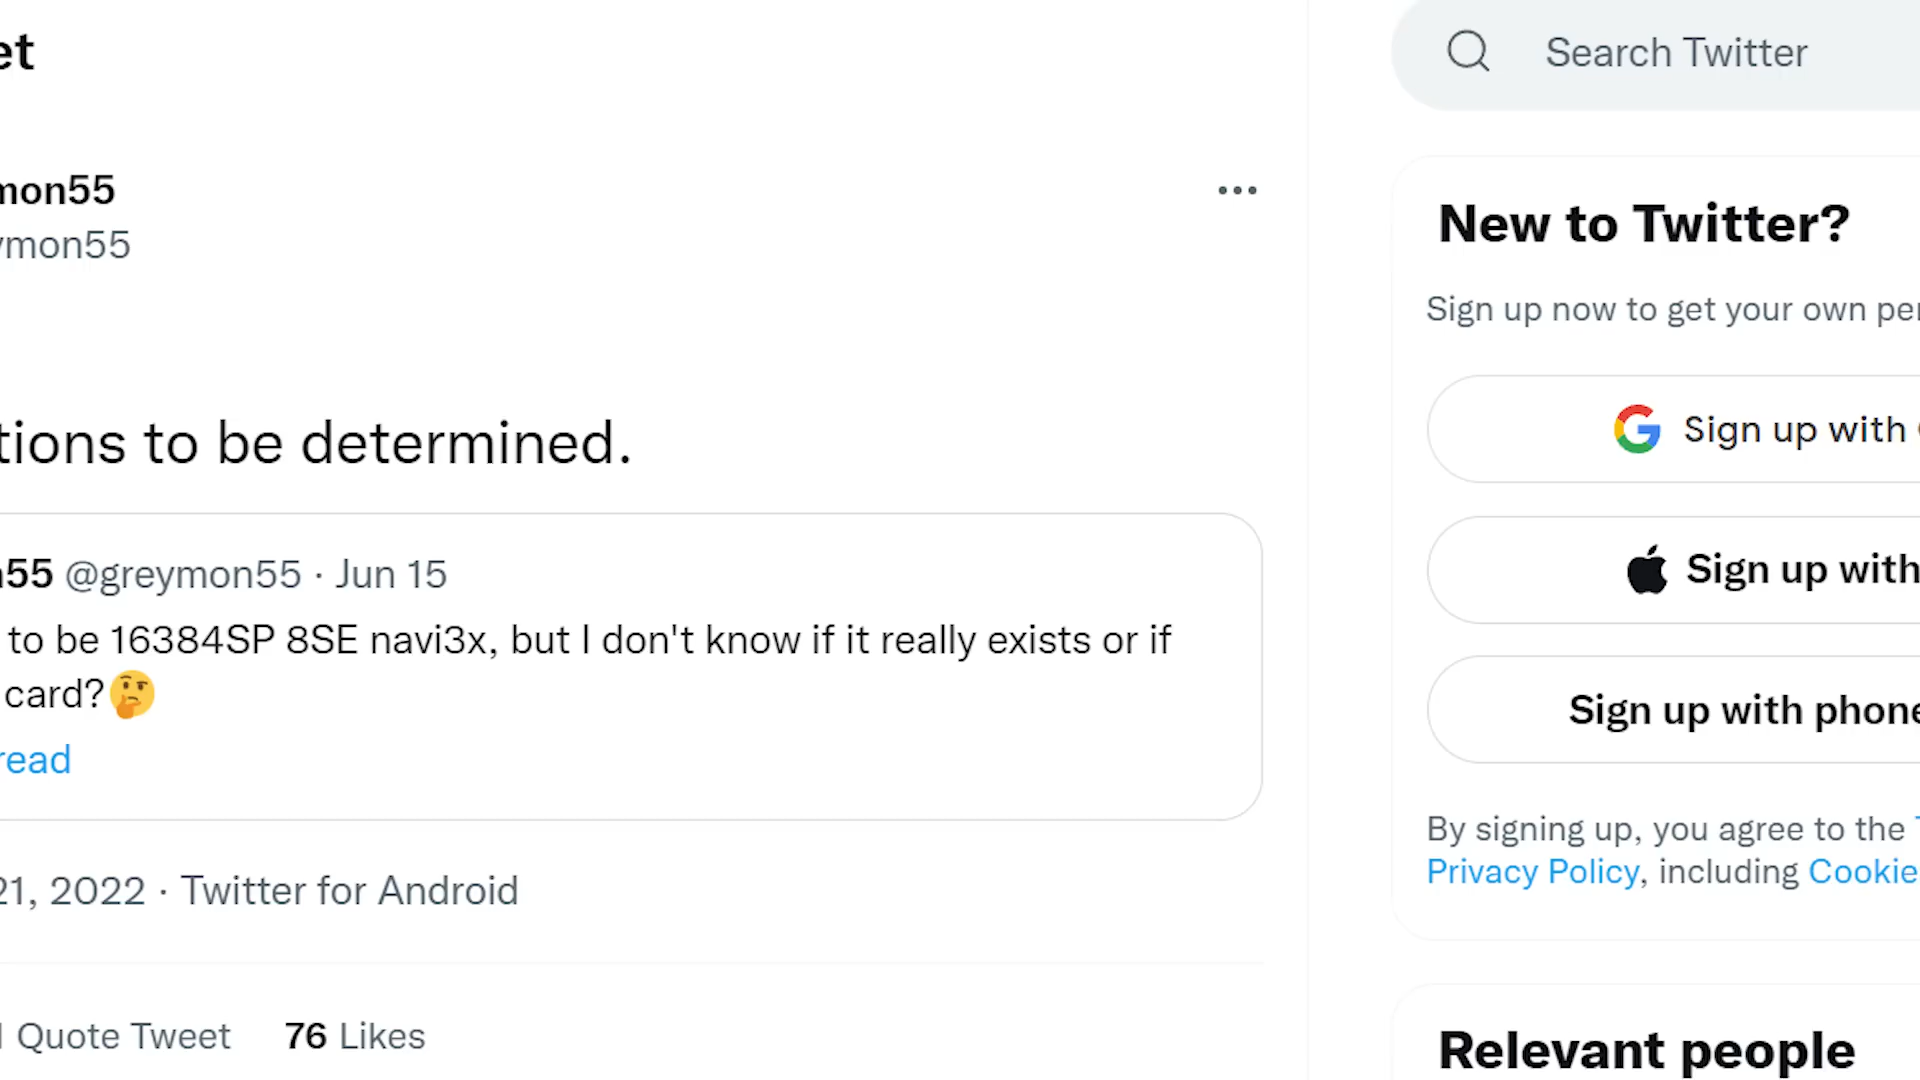 et
mon55
ymon55
tions to be determined.
n55 @greymon55 · Jun 15
to be 16384SP 8SE navi3x, but I don't know if it really exists or if
card?🤔
read
21, 2022 · Twitter for Android
Quote Tweet 76 Likes
Search Twitter
New to Twitter?
Sign up now to get your own per
Sign up with
Sign up with
Sign up with phone
By signing up, you agree to the
Privacy Policy, including Cookie
Relevant people